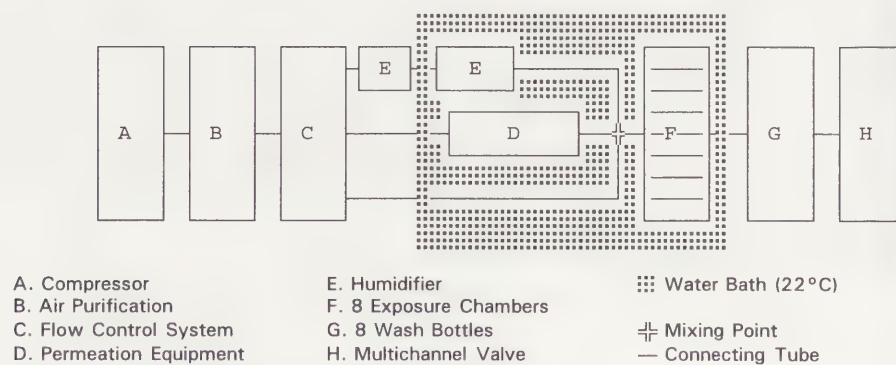 E
E
A
B
C
D
F
G
H
A. Compressor
B. Air Purification
C. Flow Control System
D. Permeation Equipment
E. Humidifier
F. 8 Exposure Chambers
G. 8 Wash Bottles
H. Multichannel Valve
Water Bath (22°C)
Mixing Point
Connecting Tube